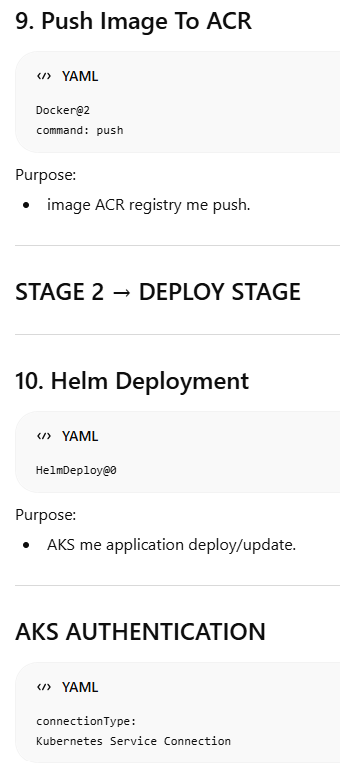 9. Push Image To ACR
</> YAML
Docker@2
command: push
Purpose:
• image ACR registry me push.
STAGE 2 → DEPLOY STAGE
10. Helm Deployment
</> YAML
HelmDeploy@0
Purpose:
• AKS me application deploy/update.
AKS AUTHENTICATION
</> YAML
connectionType:
Kubernetes Service Connection